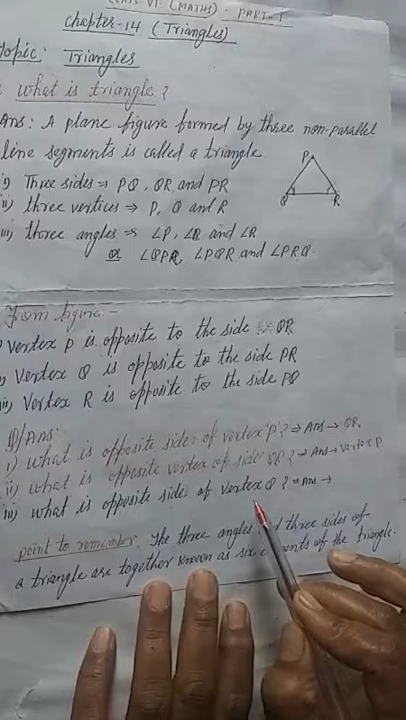 CLASS-VI (MATHS) - PART-1
chapter-14 (Triangles)
Topic: Triangles
what is triangle?
Ans: A plane figure formed by three non-parallel
line segments is called a triangle
i) Three sides ⇒ PQ, QR and PR
ii) three vertices ⇒ P, Q and R
iii) three angles ⇒ ∠P, ∠Q and ∠R
or ∠QPR, ∠PQR and ∠PRQ.
P
Q R
From figure:-
Vertex P is opposite to the side QR
Vertex Q is opposite to the side PR
Vertex R is opposite to the side PQ
Q/Ans:
i) What is opposite side of vertex 'P'? ⇒ Ans → QR
ii) What is opposite vertex of side QR? ⇒ Ans → vertex P
iii) What is opposite side of vertex Q? ⇒ Ans →
point to remember. The three angles three sides of
a triangle are together known as six of the triangle.